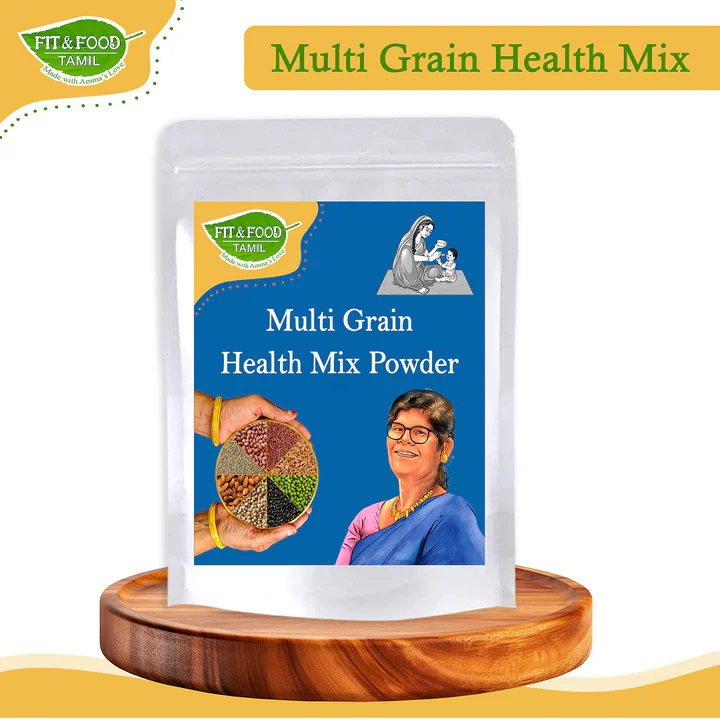 FIT & FOOD
TAMIL
Made with Amma's Love
Multi Grain Health Mix
FIT & FOOD
TAMIL
Made with Amma's Love
Multi Grain
Health Mix Powder